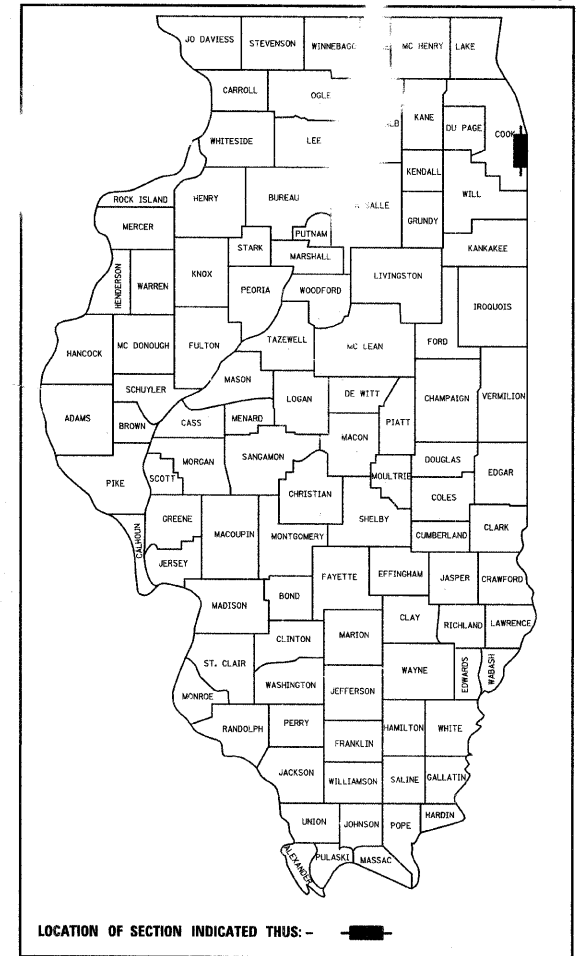 JO DAVIESS STEVENSON WINNEBAGO MC HENRY LAKE
CARROLL OGLE KANE DU PAGE COOK
WHITESIDE LEE KENDALL WILL
ROCK ISLAND HENRY BUREAU GRUNDY
MERCER STARK PUTNAM MARSHALL KANKAKEE
HENDERSON WARREN KNOX PEORIA WOODFORD LIVINGSTON IROQUOIS
HANCOCK MC DONOUGH FULTON TAZEWELL MC LEAN FORD
SCHUYLER MASON LOGAN DE WITT CHAMPAIGN VERMILION
ADAMS BROWN CASS MENARD MACON PIATT
PIKE SCOTT MORGAN SANGAMON CHRISTIAN MOULTRIE DOUGLAS EDGAR
COLES
CALHOUN GREENE MACOUPIN MONTGOMERY SHELBY CUMBERLAND CLARK
JERSEY FAYETTE EFFINGHAM JASPER CRAWFORD
MADISON BOND CLAY RICHLAND LAWRENCE
CLINTON MARION
ST. CLAIR WASHINGTON JEFFERSON WAYNE EDWARDS WABASH
MONROE
RANDOLPH PERRY FRANKLIN HAMILTON WHITE
JACKSON WILLIAMSON SALINE GALLATIN
UNION JOHNSON POPE HARDIN
ALEXANDER PULASKI MASSAC
LOCATION OF SECTION INDICATED THUS: -